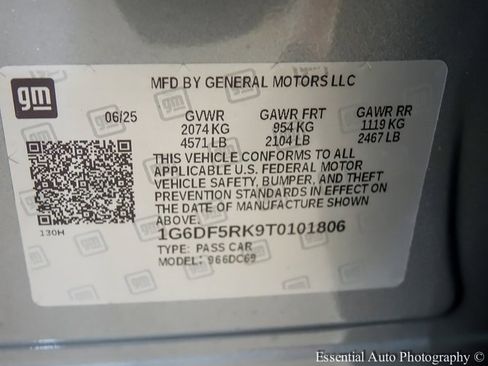 gm
MFD BY GENERAL MOTORS LLC
06/25 GVWR GAWR FRT GAWR RR
2074 KG 954 KG 1119 KG
4571 LB 2104 LB 2467 LB
THIS VEHICLE CONFORMS TO ALL
APPLICABLE U.S. FEDERAL MOTOR
VEHICLE SAFETY, BUMPER, AND THEFT
PREVENTION STANDARDS IN EFFECT ON
THE DATE OF MANUFACTURE SHOWN
ABOVE.
130H
1G6DF5RK9T0101806
TYPE: PASS CAR
MODEL: 966DC69
Essential Auto Photography ©